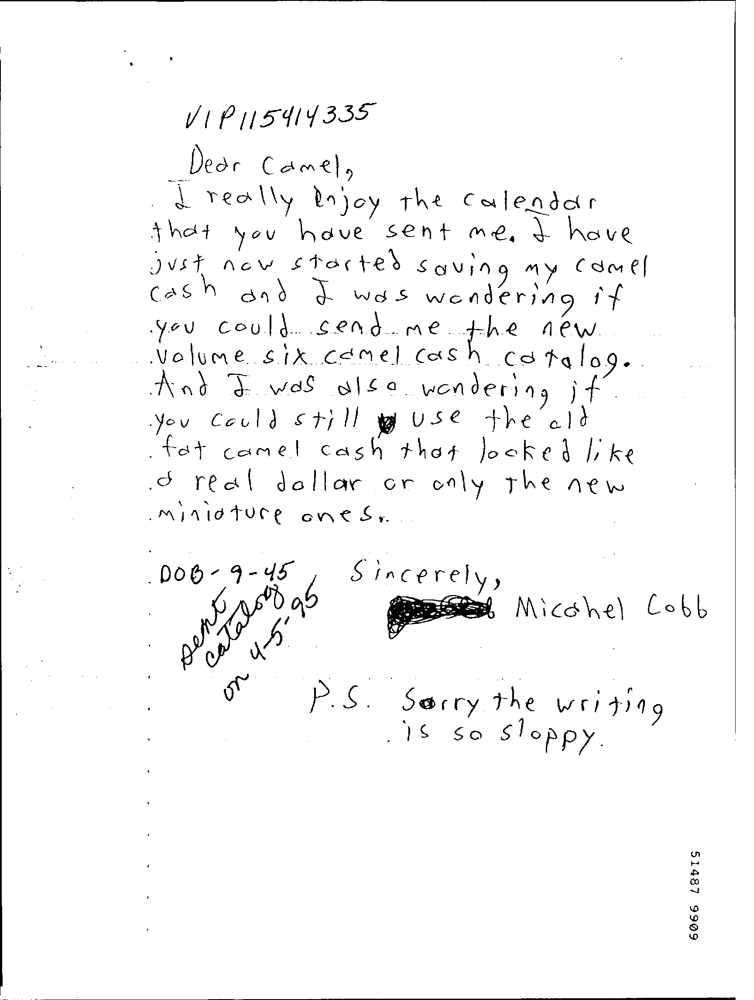 VIP115414335
Dear Camel,
I really enjoy the calendar
that you have sent me. I have
just now started saving my camel
cash and I was wondering if
you could send me the new
volume six camel cash catalog.
And I was also wondering if
you could still use the old
fat camel cash that looked like
a real dollar or only the new
miniature ones.
DOB-9-45
sent
catalog
on 4-5-95
Sincerely,
Micahel Cobb
P.S. Sorry the writing
is so sloppy.
51487 9909